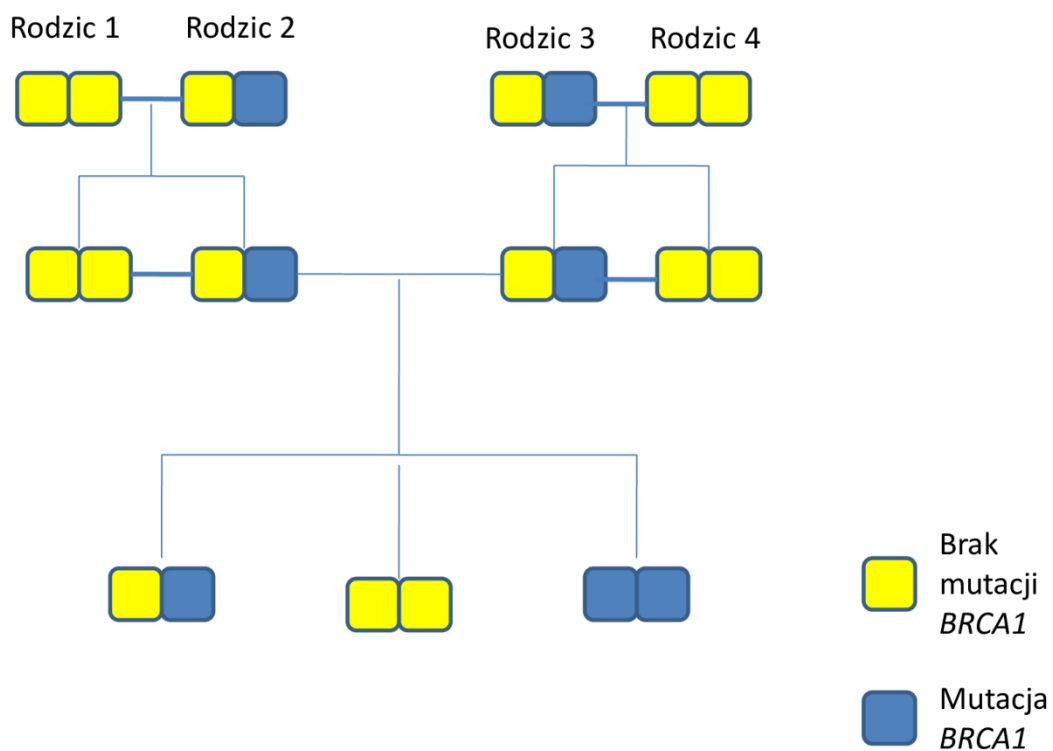 Rodzic 1
Rodzic 2
Rodzic 3
Rodzic 4
Brak
mutacji
BRCA1
Mutacja
BRCA1